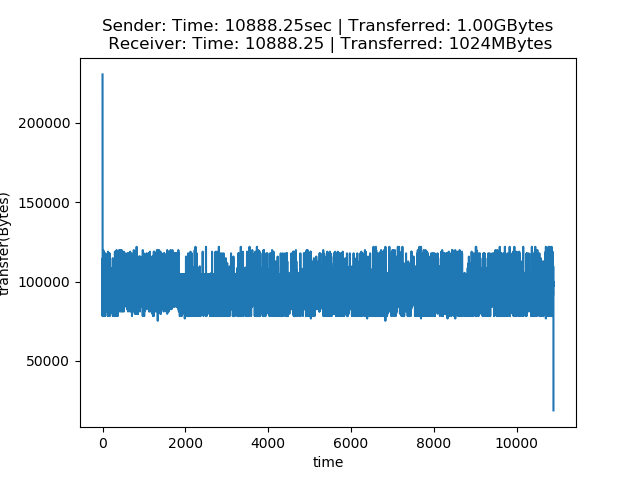 Sender: Time: 10888.25sec | Transferred: 1.00GBytes
Receiver: Time: 10888.25 | Transferred: 1024MBytes
200000
150000
100000
50000
transfer(Bytes)
0 2000 4000 6000 8000 10000
time